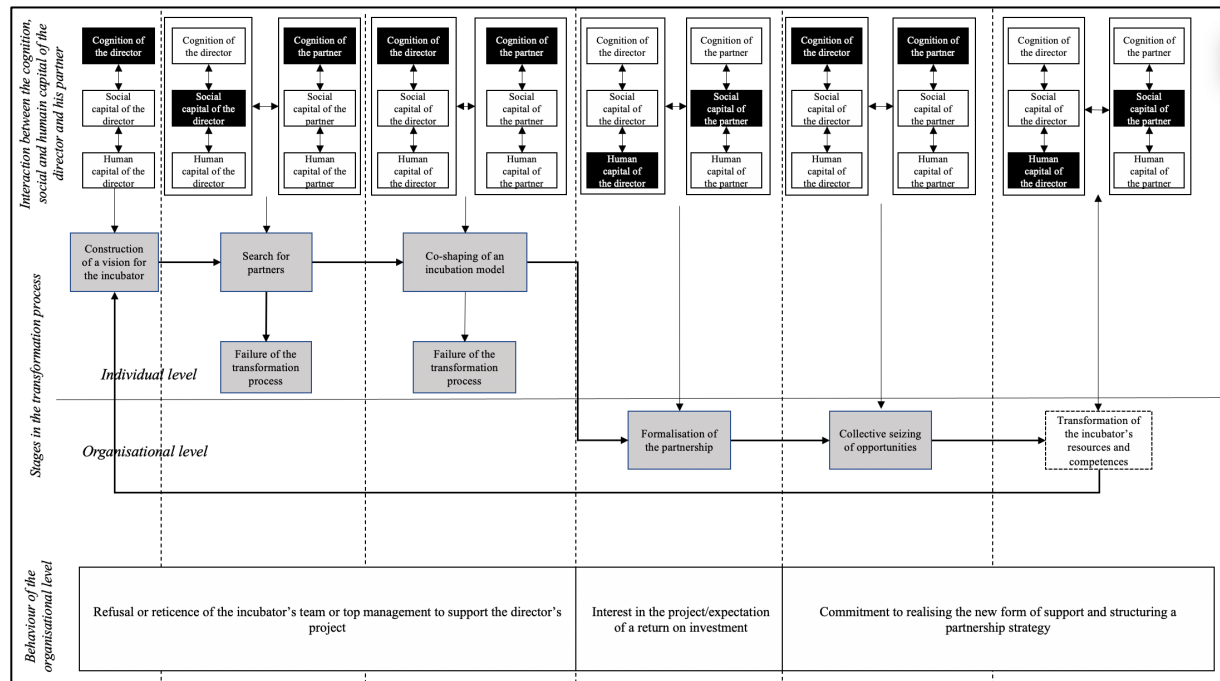 Interaction between the cognition,
social and humain capital of the
director and his partner
Cognition of
the director
Social
capital of the
director
Human
capital of the
director
Cognition of
the director
Social
capital of
the director
Human
capital of
the director
Cognition of
the partner
Social
capital of the
partner
Human
capital of
the partner
Cognition of
the director
Social
capital of
the director
Human
capital of
the director
Cognition of
the partner
Social
capital of
the partner
Human
capital of
the partner
Cognition of
the director
Social
capital of
the director
Human
capital of
the director
Cognition of
the partner
Social
capital of
the partner
Human
capital of
the partner
Cognition of
the director
Social
capital of
the director
Human
capital of
the director
Cognition of
the partner
Social
capital of
the partner
Human
capital of
the partner
Cognition of
the director
Social
capital of
the director
Human
capital of
the director
Cognition of
the partner
Social
capital of
the partner
Human
capital of
the partner
Stages in the transformation process
Construction
of a vision for
the incubator
Search for
partners
Co-shaping of an
incubation model
Failure of the
transformation
process
Failure of the
transformation
process
Individual level
Organisational level
Formalisation of
the partnership
Collective seizing
of opportunities
Transformation of
the incubator’s
resources and
competences
Behaviour of the
organisational level
Refusal or reticence of the incubator’s team or top management to support the director’s
project
Interest in the project/expectation
of a return on investment
Commitment to realising the new form of support and structuring a
partnership strategy